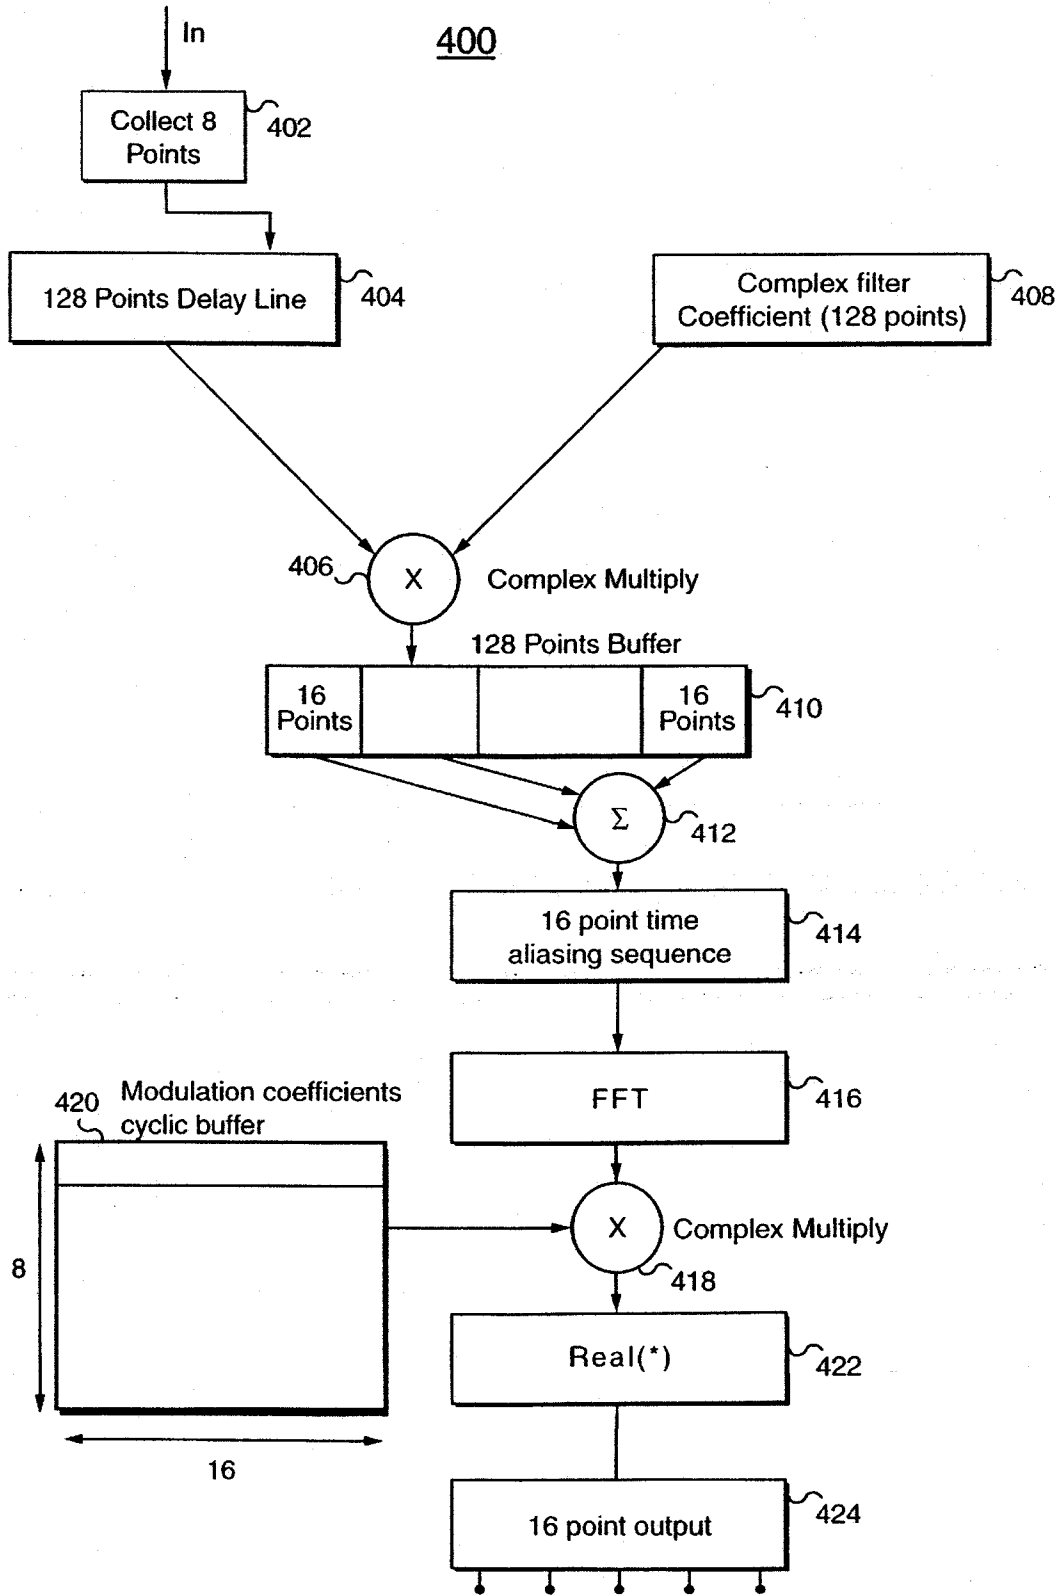 In
400
Collect 8
Points
402
128 Points Delay Line
404
Complex filter
Coefficient (128 points)
408
406
X
Complex Multiply
128 Points Buffer
16
Points
16
Points
410
Σ
412
16 point time
aliasing sequence
414
FFT
416
420
Modulation coefficients
cyclic buffer
8
16
X
Complex Multiply
418
Real(*)
422
16 point output
424